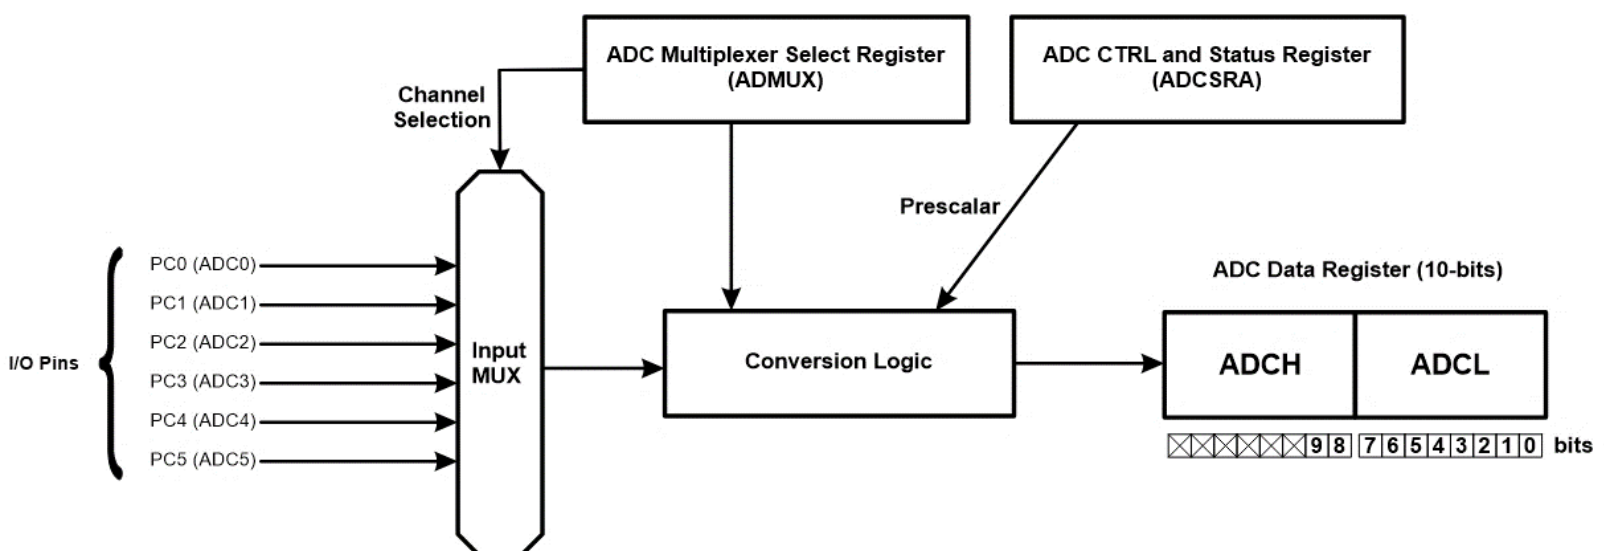 ADC Multiplexer Select Register
(ADMUX)
ADC CTRL and Status Register
(ADCSRA)
Channel
Selection
Prescalar
ADC Data Register (10-bits)
I/O Pins
PC0 (ADC0)
PC1 (ADC1)
PC2 (ADC2)
PC3 (ADC3)
PC4 (ADC4)
PC5 (ADC5)
Input
MUX
Conversion Logic
ADCH
ADCL
9 8 7 6 5 4 3 2 1 0 bits